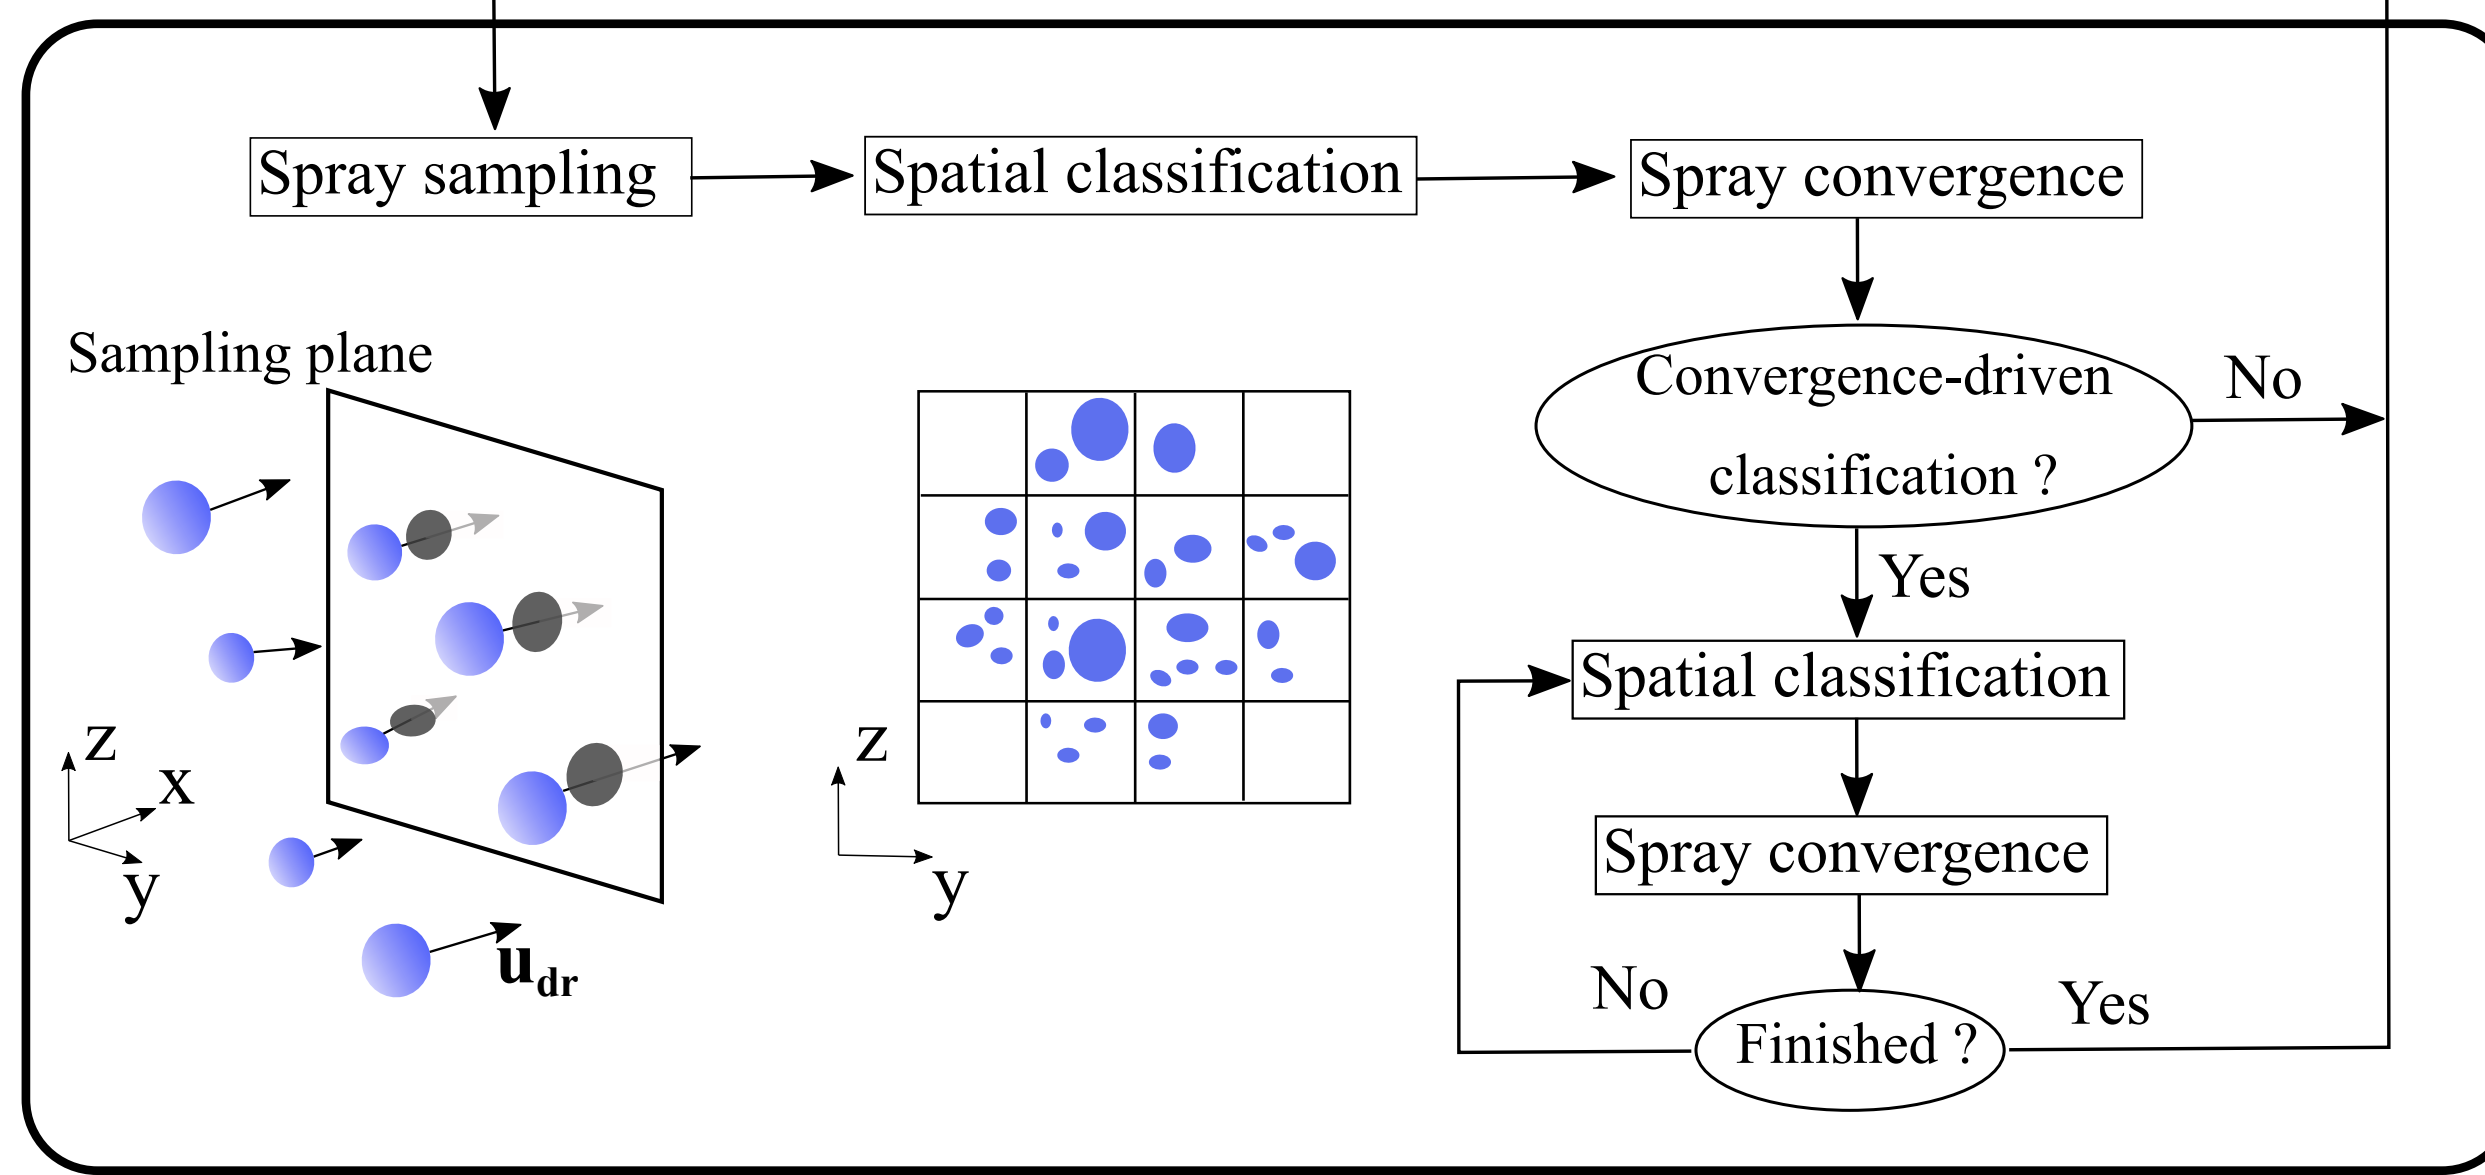 Spray sampling
Spatial classification
Spray convergence
Sampling plane
Convergence-driven
classification ?
No
Yes
Spatial classification
z
x
y
z
y
Spray convergence
u_dr
No
Yes
Finished ?